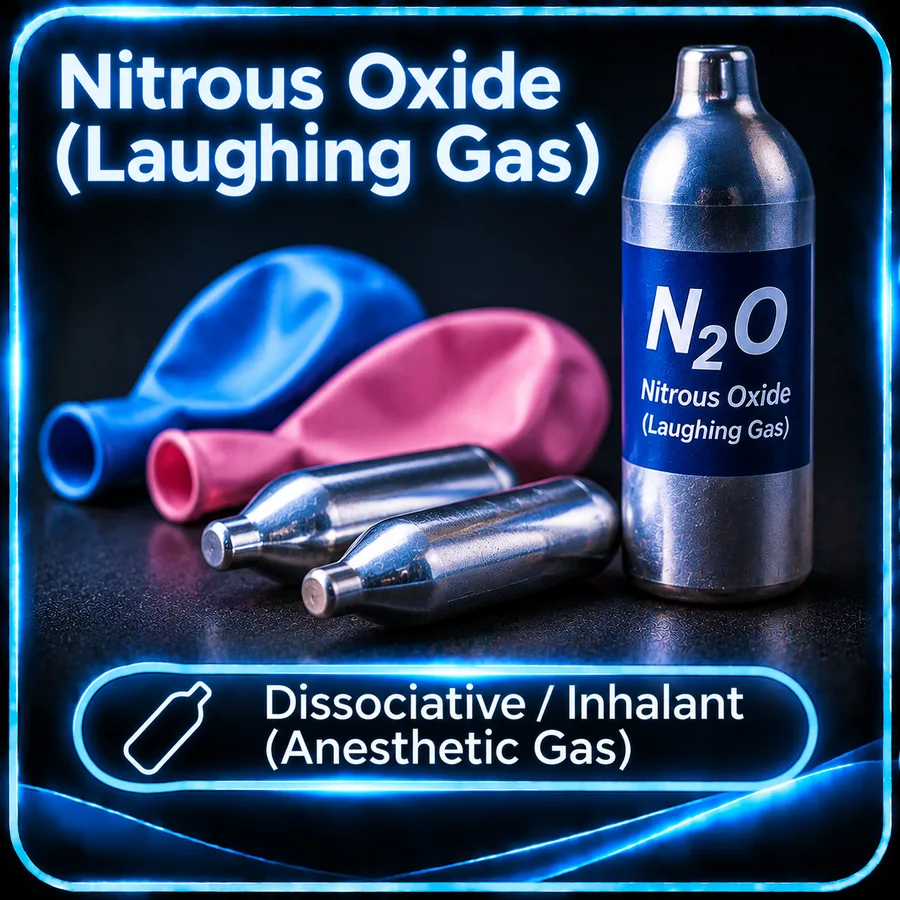 Nitrous Oxide
(Laughing Gas)
N₂O
Nitrous Oxide
(Laughing Gas)
Dissociative / Inhalant
(Anesthetic Gas)